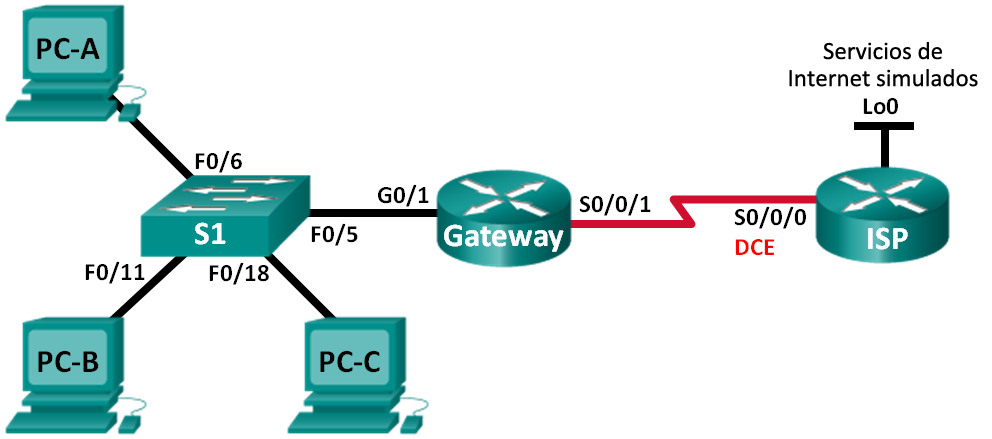 PC-A
Servicios de
Internet simulados
Lo0
F0/6
G0/1
S0/0/1
S0/0/0
S1
F0/5
Gateway
DCE
ISP
F0/11
F0/18
PC-B
PC-C